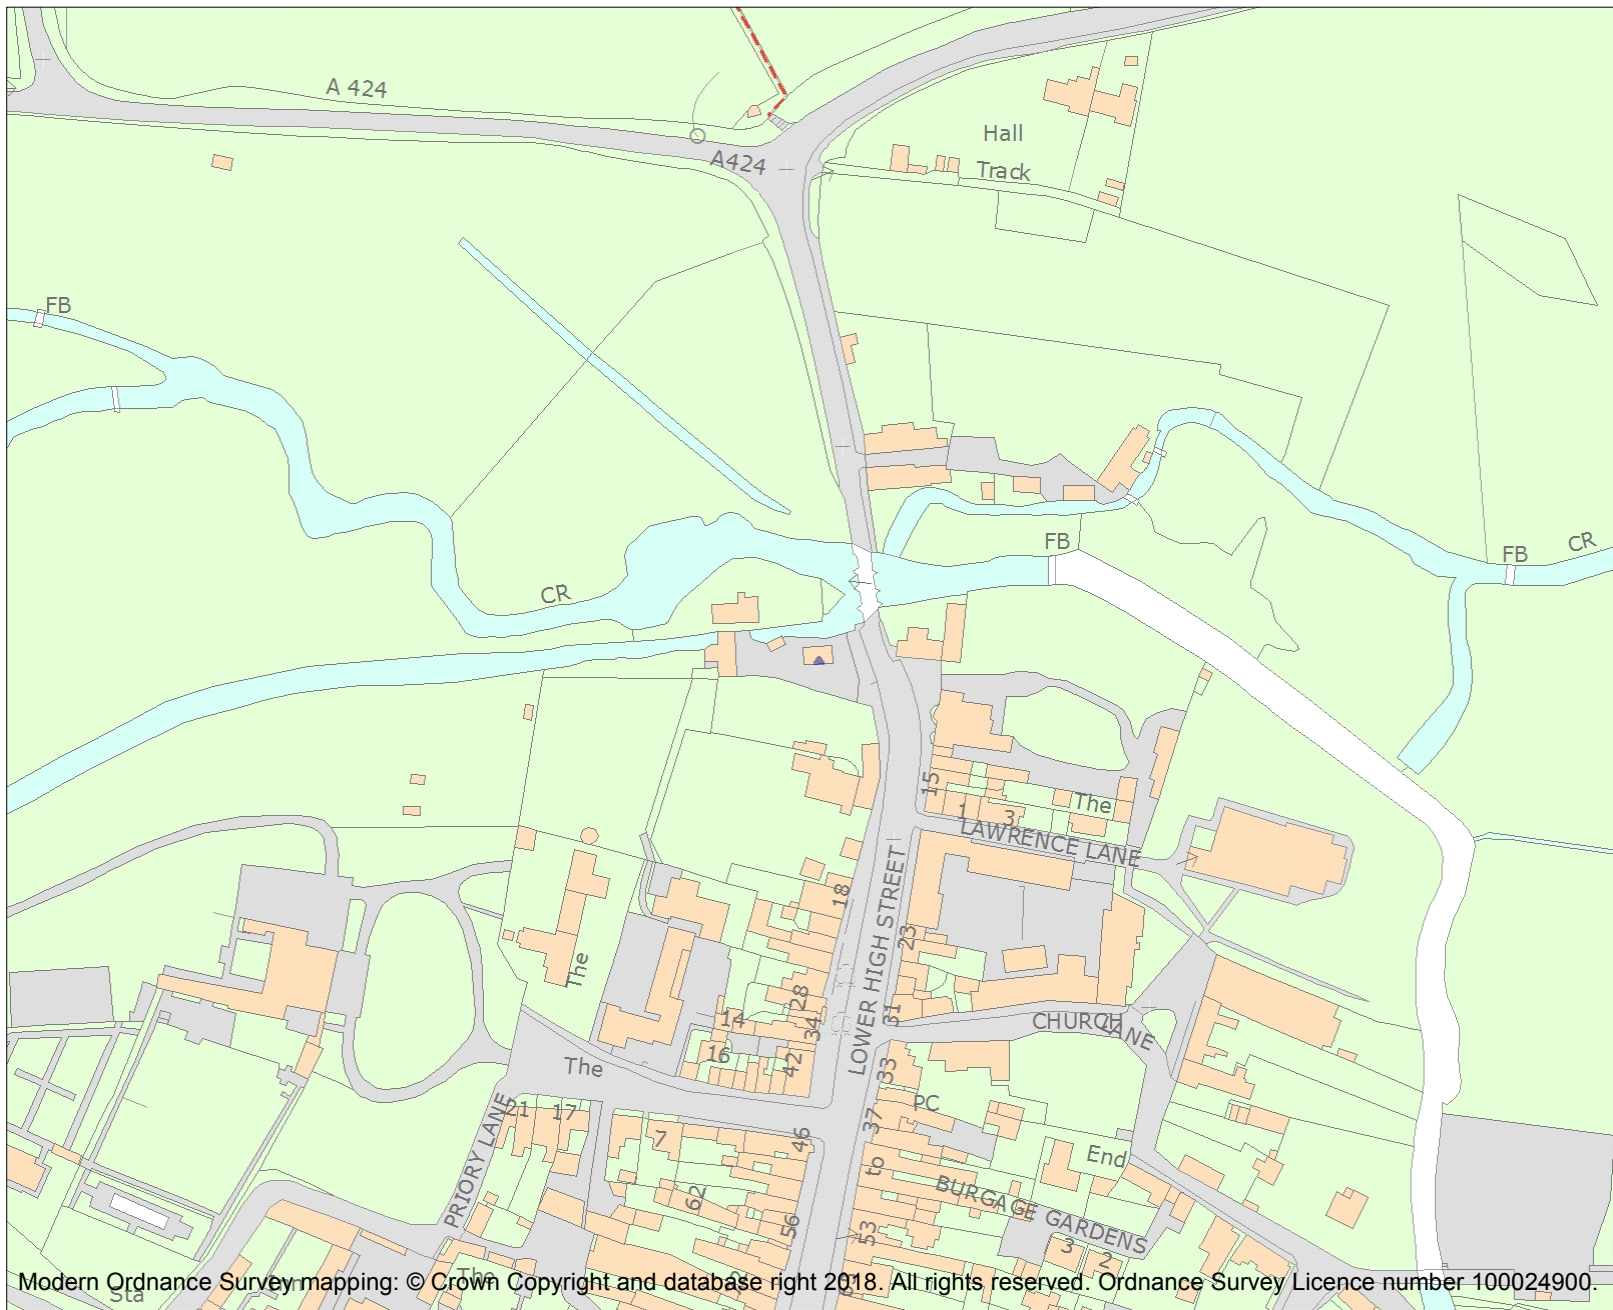 A 424
A424
Hall
Track
FB
FB
FB
CR
CR
15
1
3
The
LAWRENCE LANE
18
23
LOWER HIGH STREET
The
28
31
14
34
CHURCH LANE
16
42
33
The
PC
21
17
37
7
46
to
End
PRIORY LANE
62
BURGAGE GARDENS
56
53
3
2
The
Sta
Modern Ordnance Survey mapping: © Crown Copyright and database right 2018. All rights reserved. Ordnance Survey Licence number 100024900.